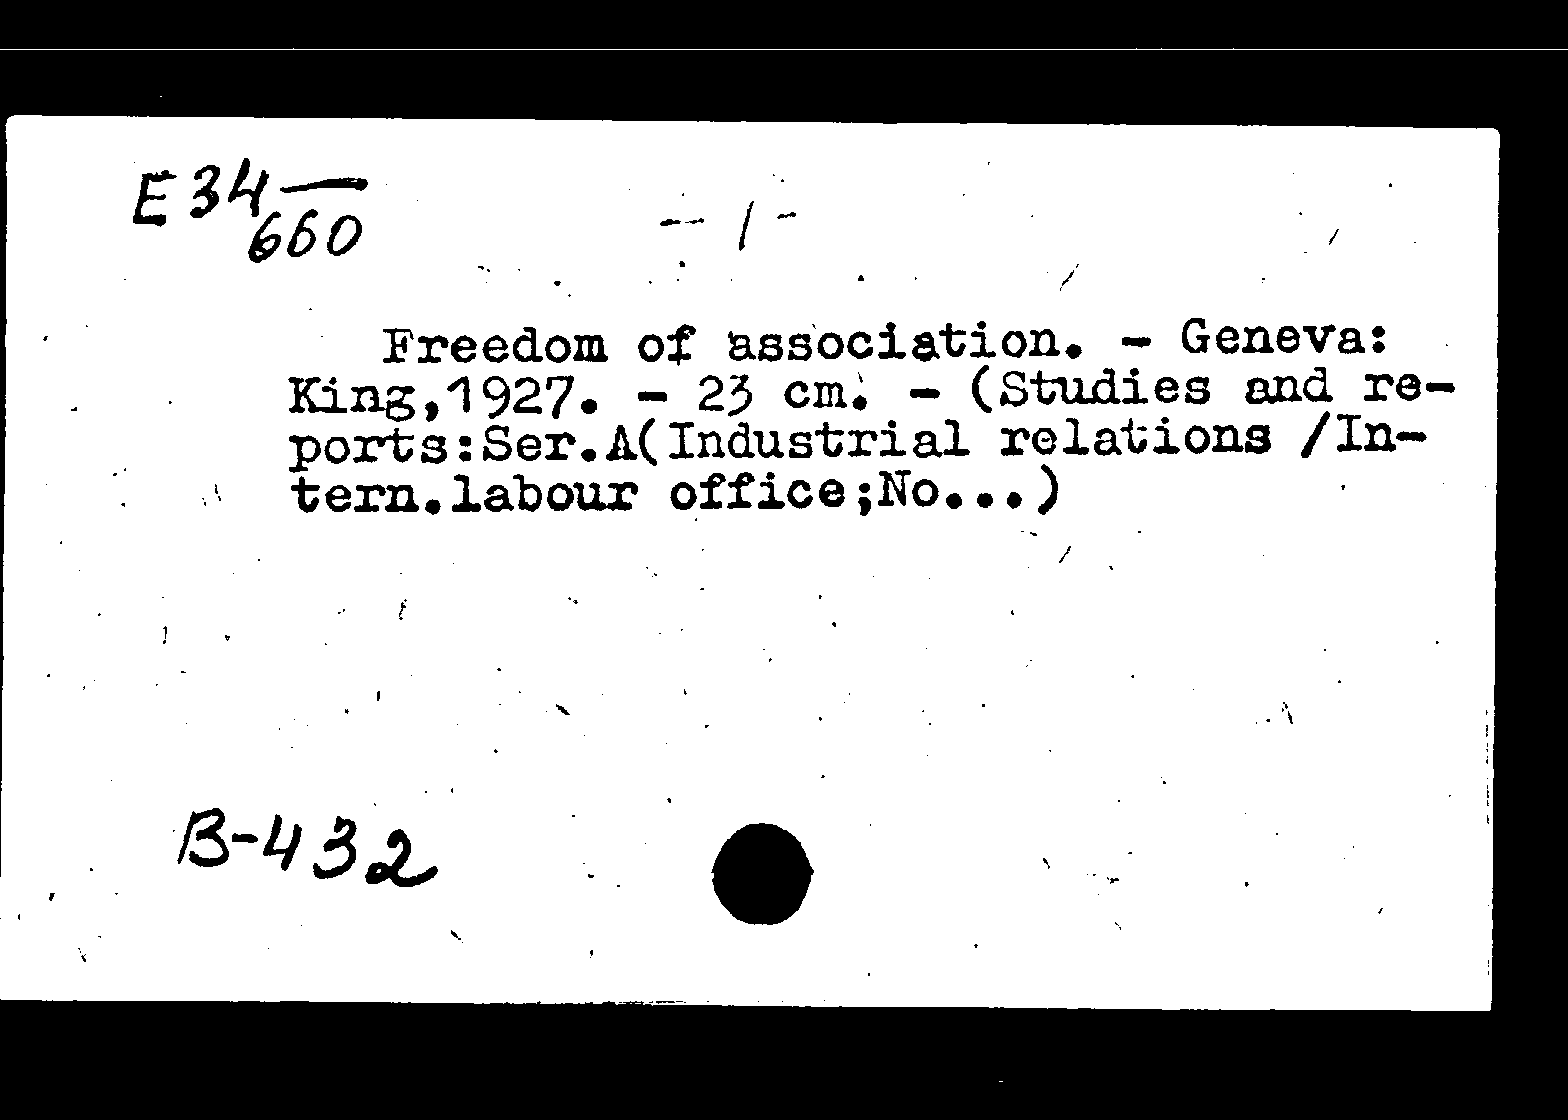 E 34—
660
- / -
Freedom of association. - Geneva:
King,1927. - 23 cm. - (Studies and re-
ports:Ser.A(Industrial relations /In-
tern.labour office;No...)
B-432